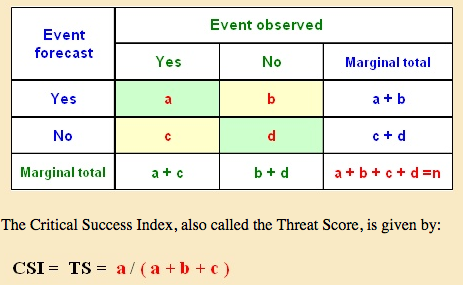 Event forecast
Event observed
Yes No Marginal total
Yes a b a + b
No c d c + d
Marginal total a + c b + d a + b + c + d =n
The Critical Success Index, also called the Threat Score, is given by:
CSI = TS = a / ( a + b + c )